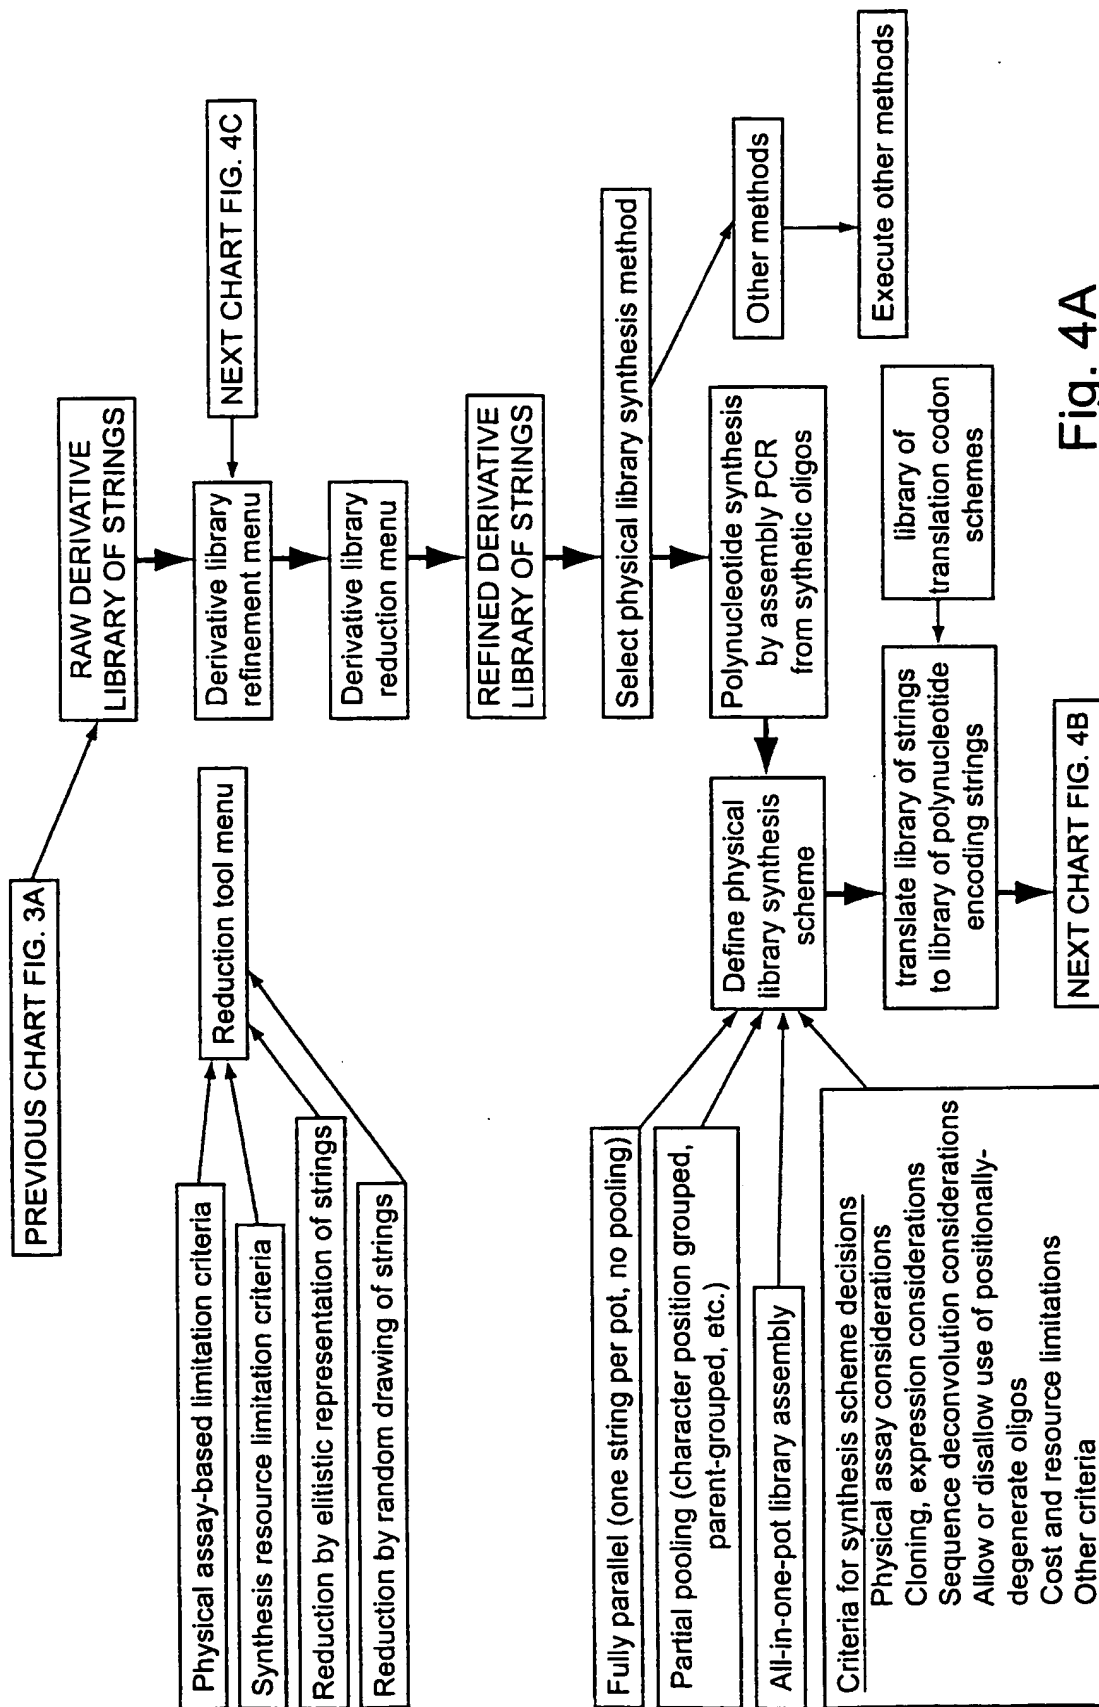 PREVIOUS CHART FIG. 3A
RAW DERIVATIVE
LIBRARY OF STRINGS
NEXT CHART FIG. 4C
Derivative library
refinement menu
Derivative library
reduction menu
REFINED DERIVATIVE
LIBRARY OF STRINGS
Physical assay-based limitation criteria
Synthesis resource limitation criteria
Reduction by elitistic representation of strings
Reduction by random drawing of strings
Reduction tool menu
Select physical library synthesis method
Other methods
Execute other methods
Polynucleotide synthesis
by assembly PCR
from sythetic oligos
Fully parallel (one string per pot, no pooling)
Partial pooling (character position grouped,
parent-grouped, etc.)
All-in-one-pot library assembly
Criteria for synthesis scheme decisions
Physical assay considerations
Cloning, expression considerations
Sequence deconvolution considerations
Allow or disallow use of positionally-
degenerate oligos
Cost and resource limitations
Other criteria
Define physical
library synthesis
scheme
library of
translation codon
schemes
translate library of strings
to library of polynucleotide
encoding strings
NEXT CHART FIG. 4B
Fig. 4A